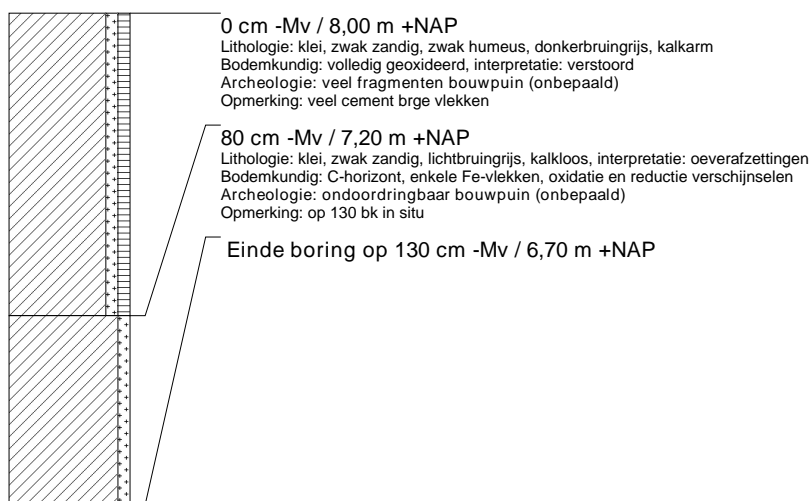 0 cm -Mv / 8,00 m +NAP
Lithologie: klei, zwak zandig, zwak humeus, donkerbruingrijs, kalkarm
Bodemkundig: volledig geoxideerd, interpretatie: verstoord
Archeologie: veel fragmenten bouwpuin (onbepaald)
Opmerking: veel cement brge vlekken
80 cm -Mv / 7,20 m +NAP
Lithologie: klei, zwak zandig, lichtbruingrijs, kalkloos, interpretatie: oeverafzettingen
Bodemkundig: C-horizont, enkele Fe-vlekken, oxidatie en reductie verschijnselen
Archeologie: ondoordringbaar bouwpuin (onbepaald)
Opmerking: op 130 bk in situ
Einde boring op 130 cm -Mv / 6,70 m +NAP